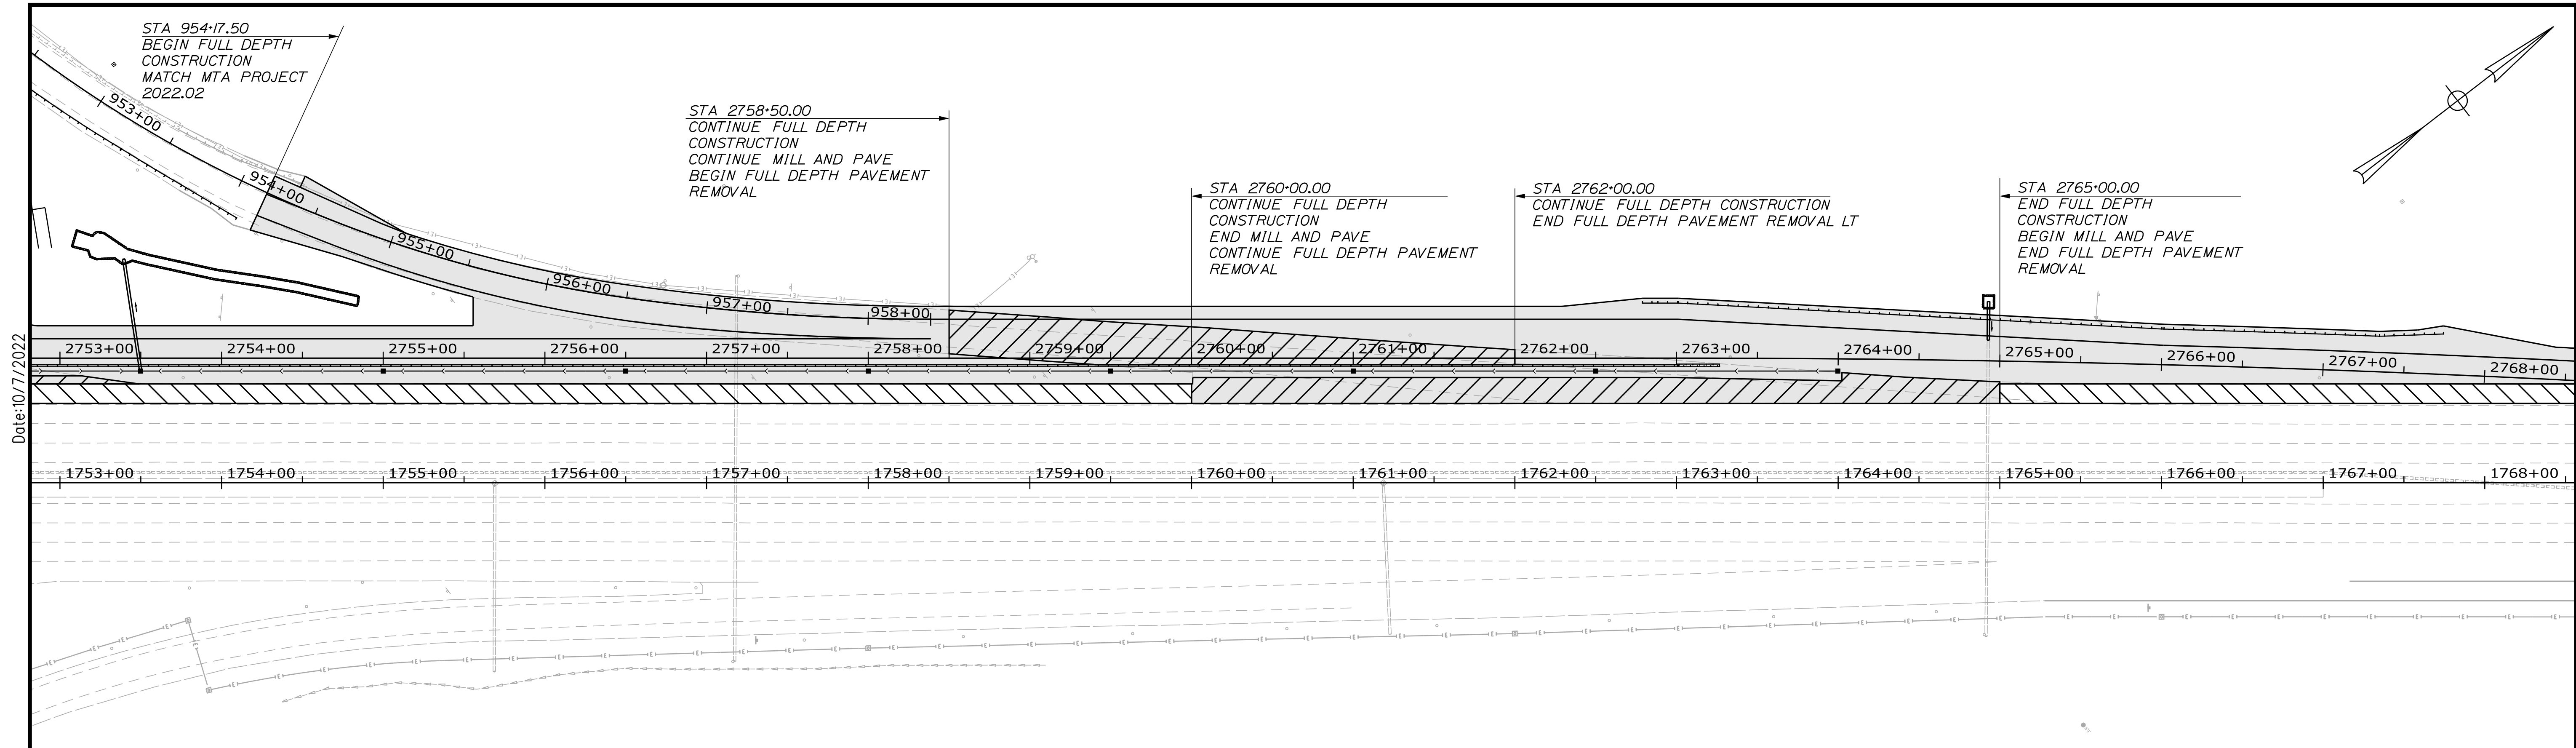 STA 954+17.50
BEGIN FULL DEPTH
CONSTRUCTION
MATCH MTA PROJECT
2022.02
STA 2758+50.00
CONTINUE FULL DEPTH
CONSTRUCTION
CONTINUE MILL AND PAVE
BEGIN FULL DEPTH PAVEMENT
REMOVAL
STA 2760+00.00
CONTINUE FULL DEPTH
CONSTRUCTION
END MILL AND PAVE
CONTINUE FULL DEPTH PAVEMENT
REMOVAL
STA 2762+00.00
CONTINUE FULL DEPTH CONSTRUCTION
END FULL DEPTH PAVEMENT REMOVAL LT
STA 2765+00.00
END FULL DEPTH
CONSTRUCTION
BEGIN MILL AND PAVE
END FULL DEPTH PAVEMENT
REMOVAL
953+00
954+00
955+00
956+00
957+00
958+00
2753+00 2754+00 2755+00 2756+00 2757+00 2758+00 2759+00 2760+00 2761+00 2762+00 2763+00 2764+00 2765+00 2766+00 2767+00 2768+00
1753+00 1754+00 1755+00 1756+00 1757+00 1758+00 1759+00 1760+00 1761+00 1762+00 1763+00 1764+00 1765+00 1766+00 1767+00 1768+00
Date:10/7/2022